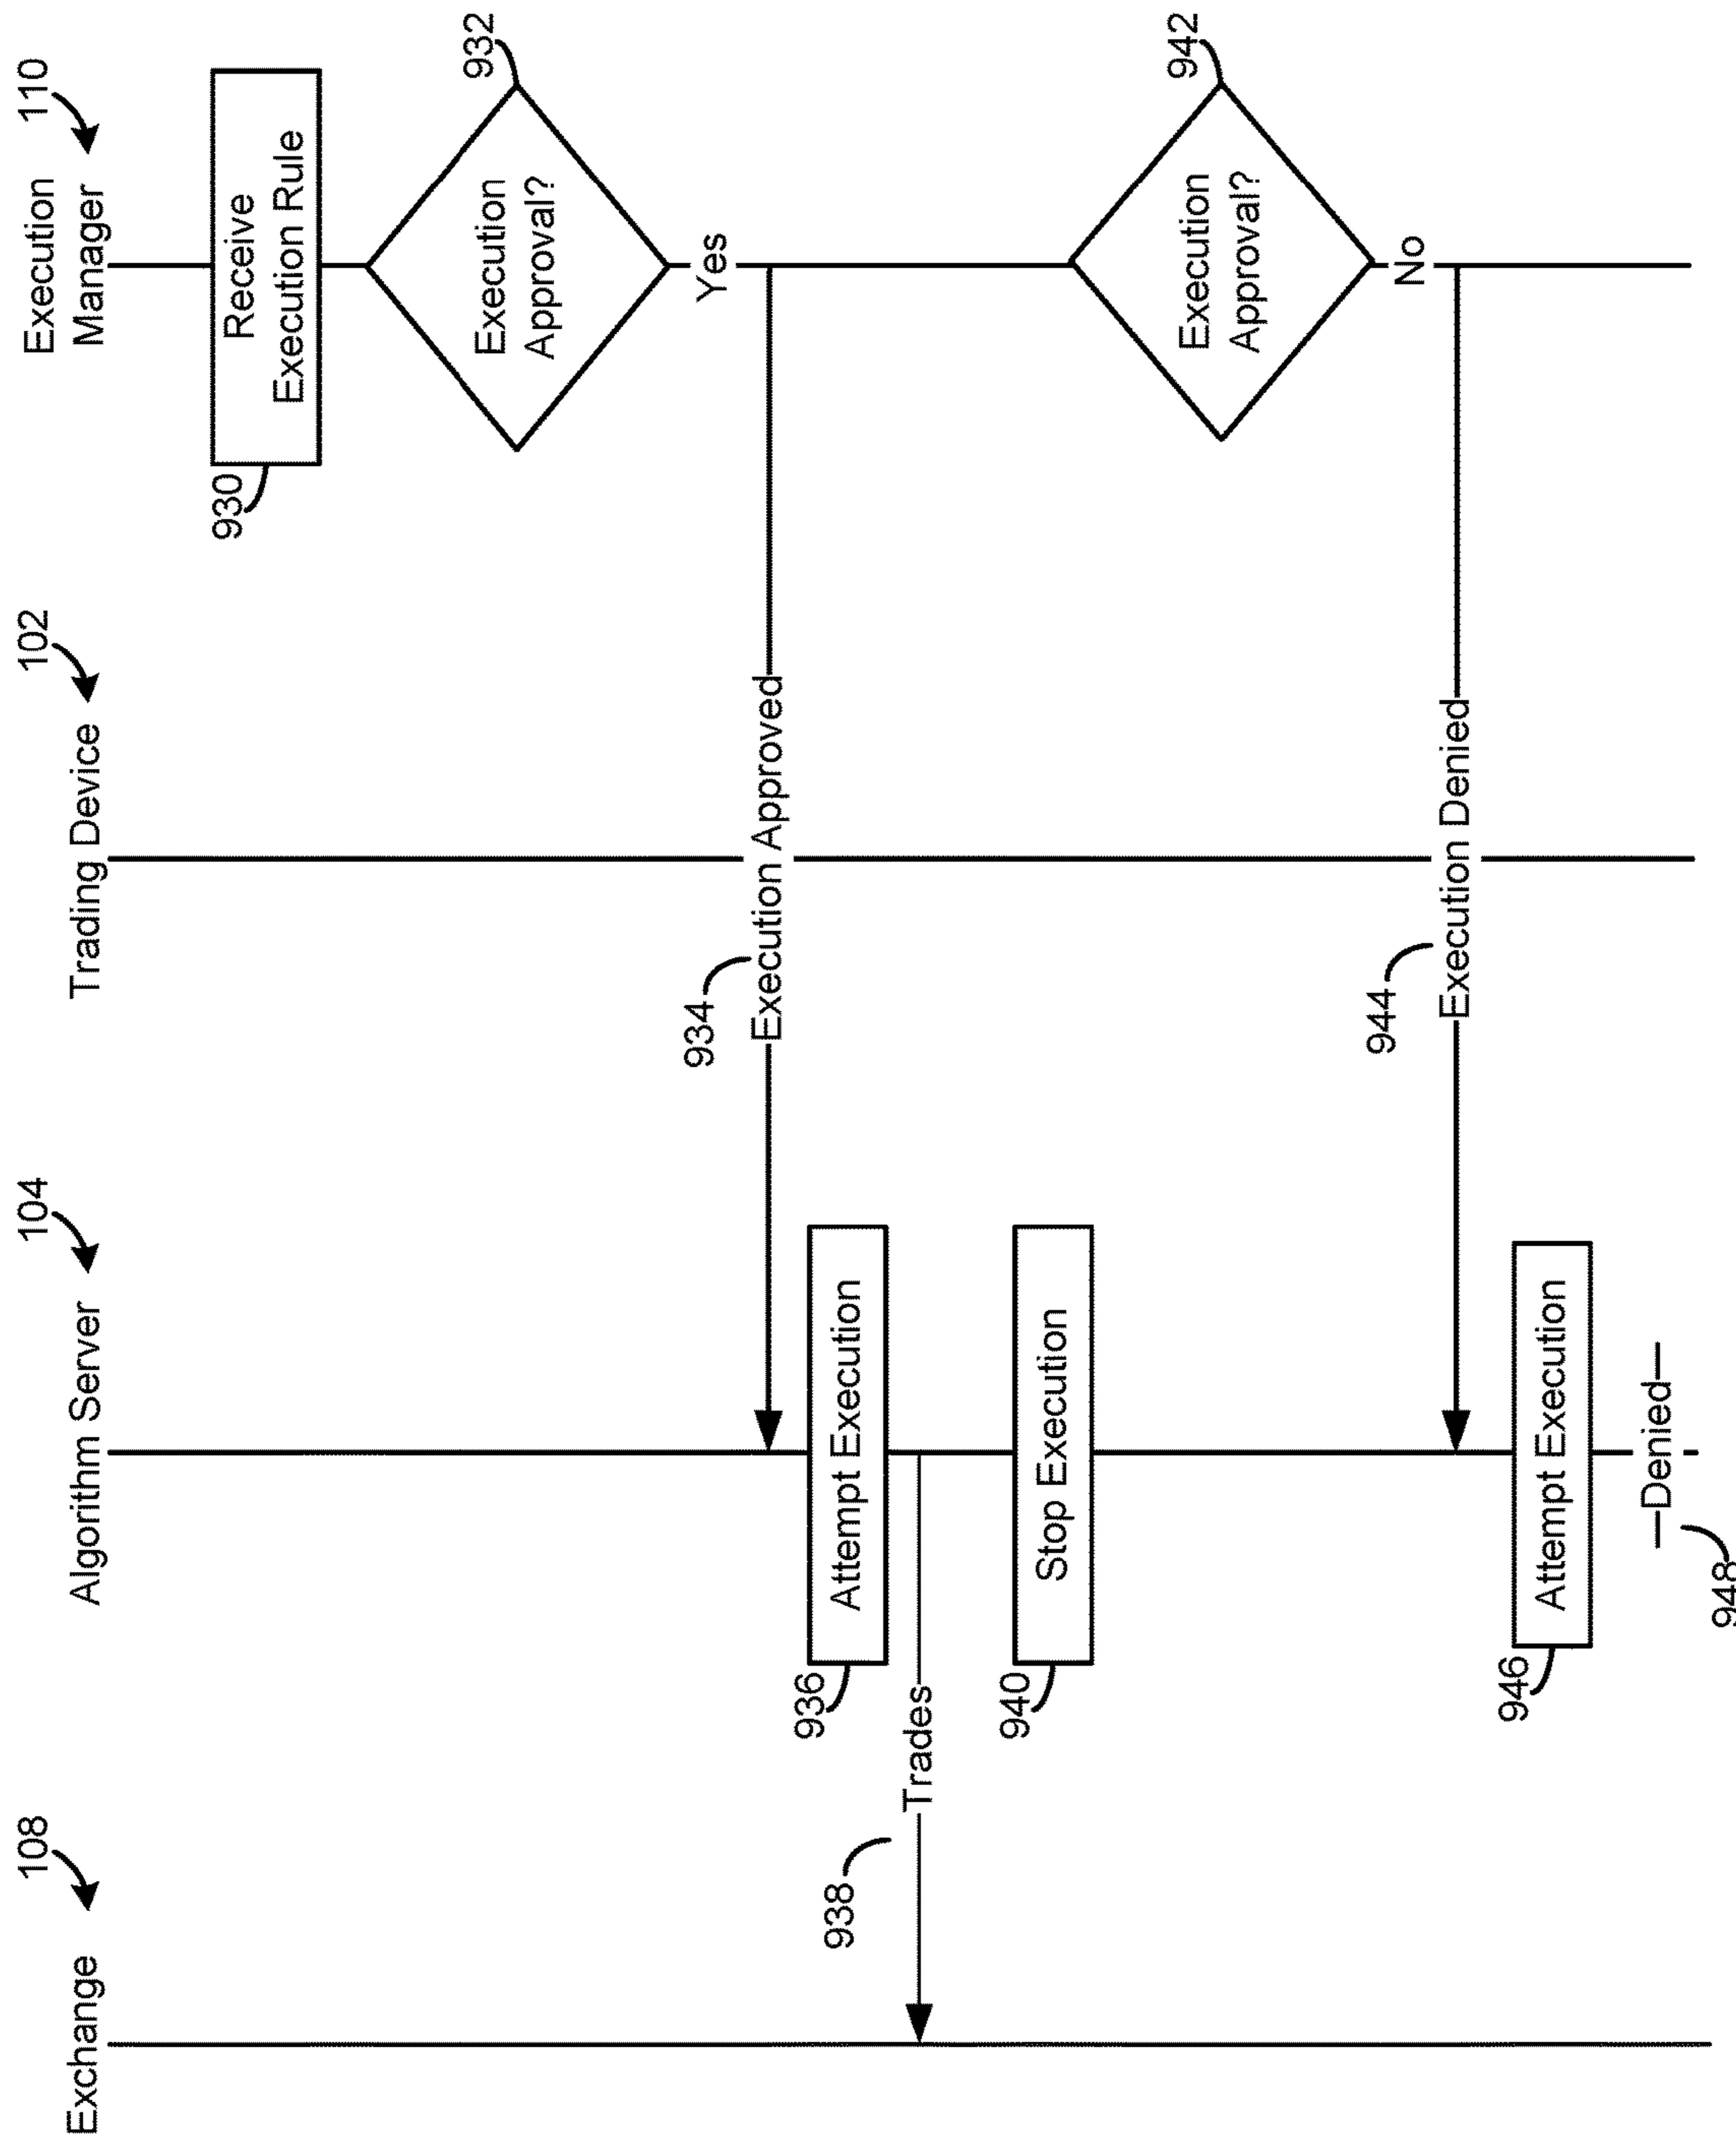 Exchange
108
Algorithm Server
104
Trading Device
102
Execution
Manager
110
930
Receive
Execution Rule
932
Execution
Approval?
Yes
934
Execution Approved
936
Attempt Execution
938
Trades
940
Stop Execution
942
Execution
Approval?
No
944
Execution Denied
946
Attempt Execution
948
Denied